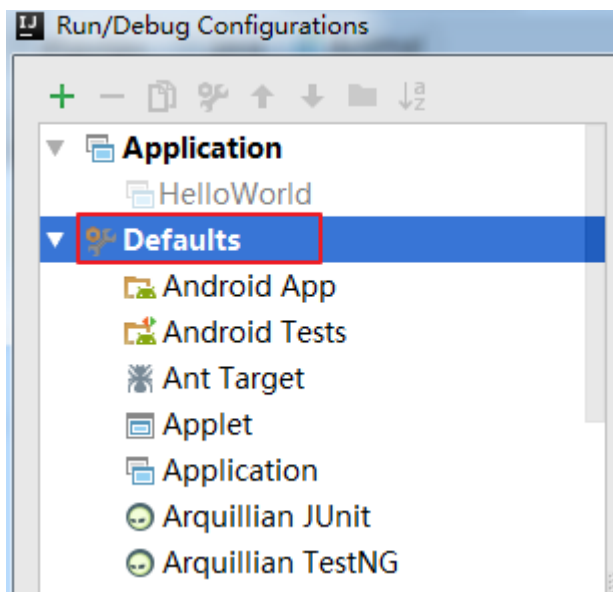 Run/Debug Configurations
Application
HelloWorld
Defaults
Android App
Android Tests
Ant Target
Applet
Application
Arquillian JUnit
Arquillian TestNG